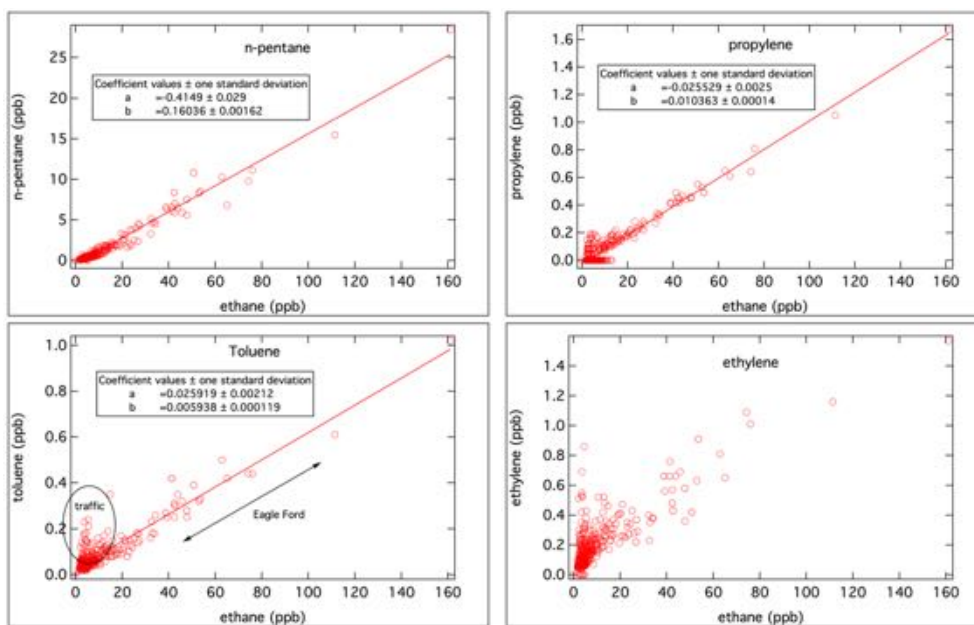 n-pentane
Coefficient values ± one standard deviation
a =-0.4149 ± 0.029
b =0.16036 ± 0.00162
n-pentane (ppb)
25
20
15
10
5
0
0 20 40 60 80 100 120 140 160
ethane (ppb)
propylene
Coefficient values ± one standard deviation
a =-0.025529 ± 0.0025
b =0.010363 ± 0.00014
propylene (ppb)
1.6
1.4
1.2
1.0
0.8
0.6
0.4
0.2
0.0
0 20 40 60 80 100 120 140 160
ethane (ppb)
Toluene
Coefficient values ± one standard deviation
a =0.025919 ± 0.00212
b =0.005938 ± 0.000119
toluene (ppb)
1.0
0.8
0.6
0.4
0.2
0.0
traffic
Eagle Ford
0 20 40 60 80 100 120 140 160
ethane (ppb)
ethylene
ethylene (ppb)
1.4
1.2
1.0
0.8
0.6
0.4
0.2
0.0
0 20 40 60 80 100 120 140 160
ethane (ppb)